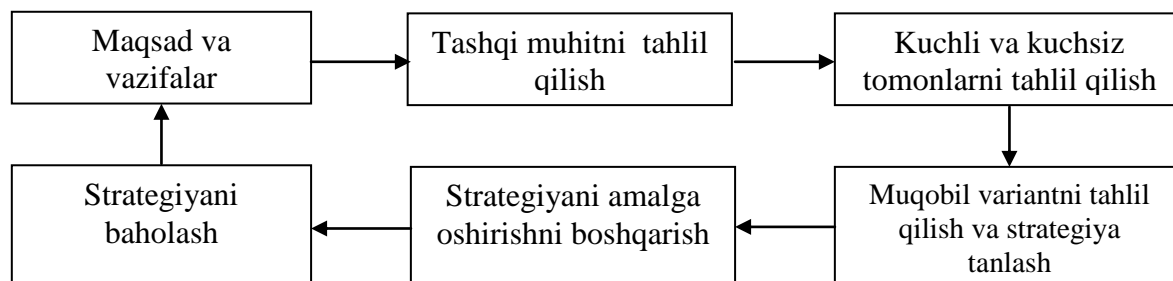 Maqsad va
vazifalar
Tashqi muhitni  tahlil
qilish
Kuchli va kuchsiz
tomonlarni tahlil qilish
Strategiyani
baholash
Strategiyani amalga
oshirishni boshqarish
Muqobil variantni tahlil
qilish va strategiya
tanlash